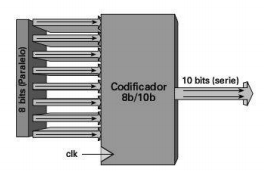 8 bits (Paralelo)
Codificador
8b/10b
10 bits (serie)
clk